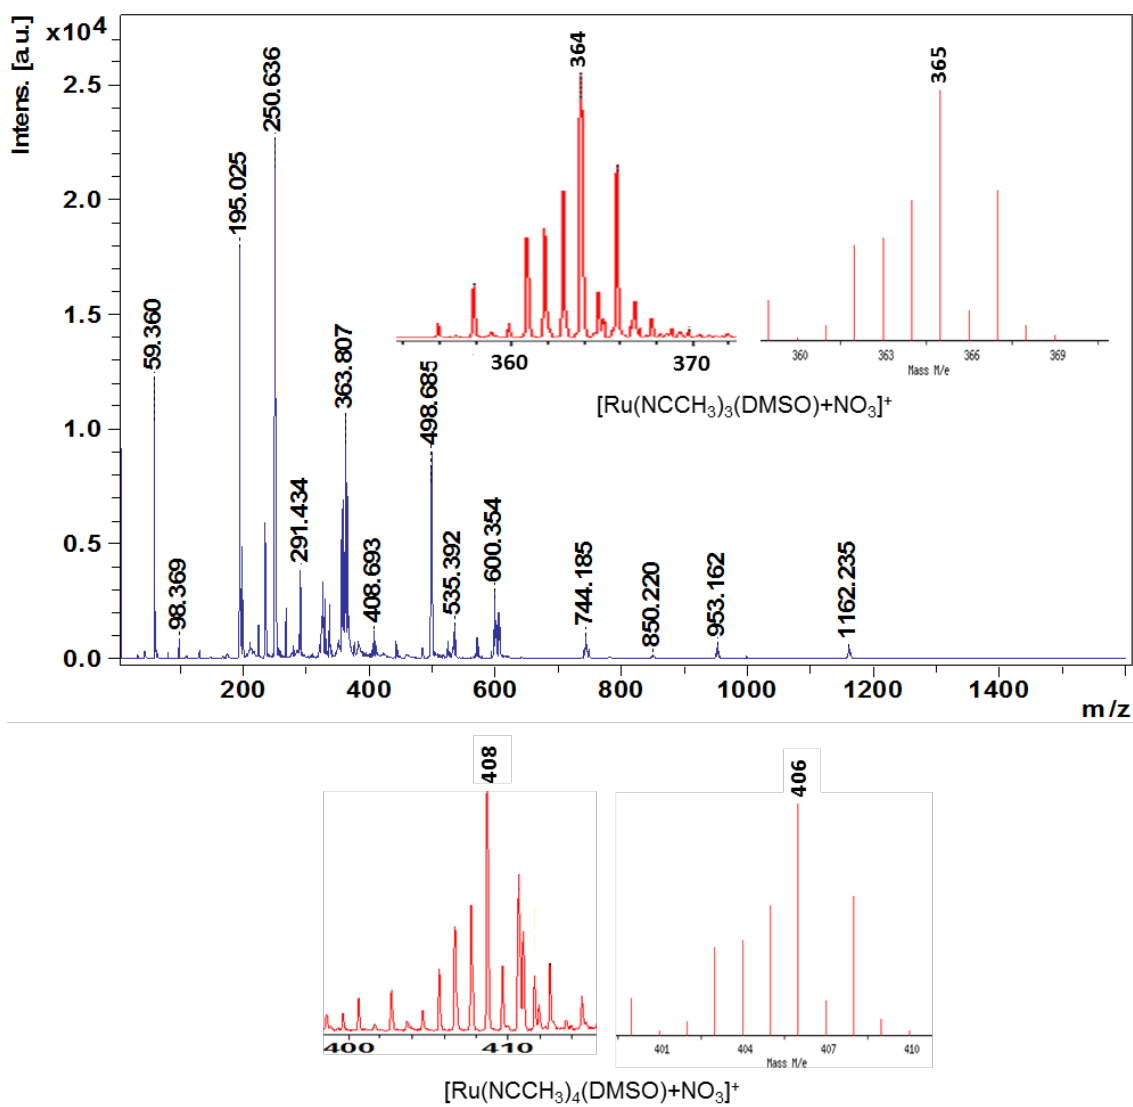 Intens. [a.u.]
x10⁴
2.5
2.0
1.5
1.0
0.5
0.0
59.360
98.369
195.025
250.636
291.434
363.807
408.693
498.685
535.392
600.354
744.185
850.220
953.162
1162.235
200 400 600 800 1000 1200 1400
m/z
364
360 370
365
360 363 366 369
Mass M/e
[Ru(NCCH₃)₃(DMSO)+NO₃]⁺
408
400 410
406
401 404 407 410
Mass M/e
[Ru(NCCH₃)₄(DMSO)+NO₃]⁺